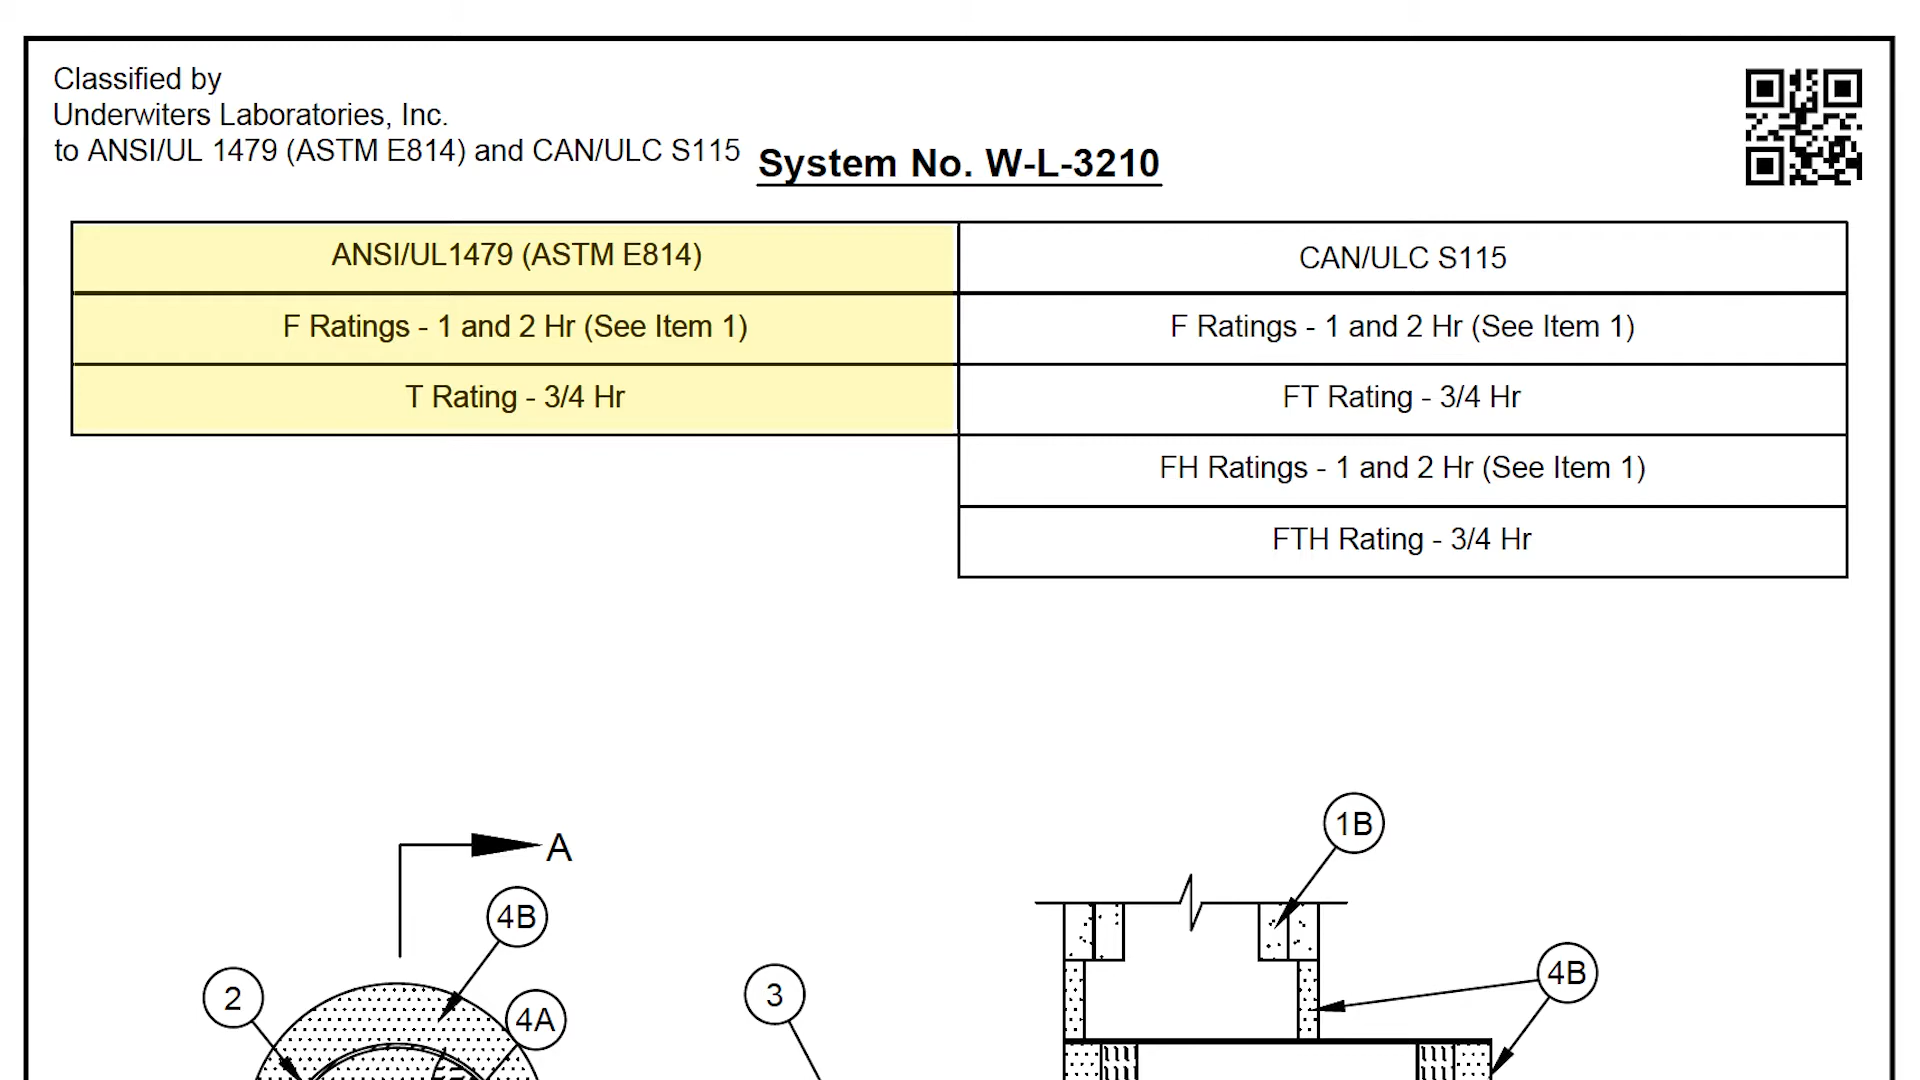 Classified by
Underwiters Laboratories, Inc.
to ANSI/UL 1479 (ASTM E814) and CAN/ULC S115
System No. W-L-3210
ANSI/UL1479 (ASTM E814)
CAN/ULC S115
F Ratings - 1 and 2 Hr (See Item 1)
F Ratings - 1 and 2 Hr (See Item 1)
T Rating - 3/4 Hr
FT Rating - 3/4 Hr
FH Ratings - 1 and 2 Hr (See Item 1)
FTH Rating - 3/4 Hr
1B
A
4B
4B
2
3
4A